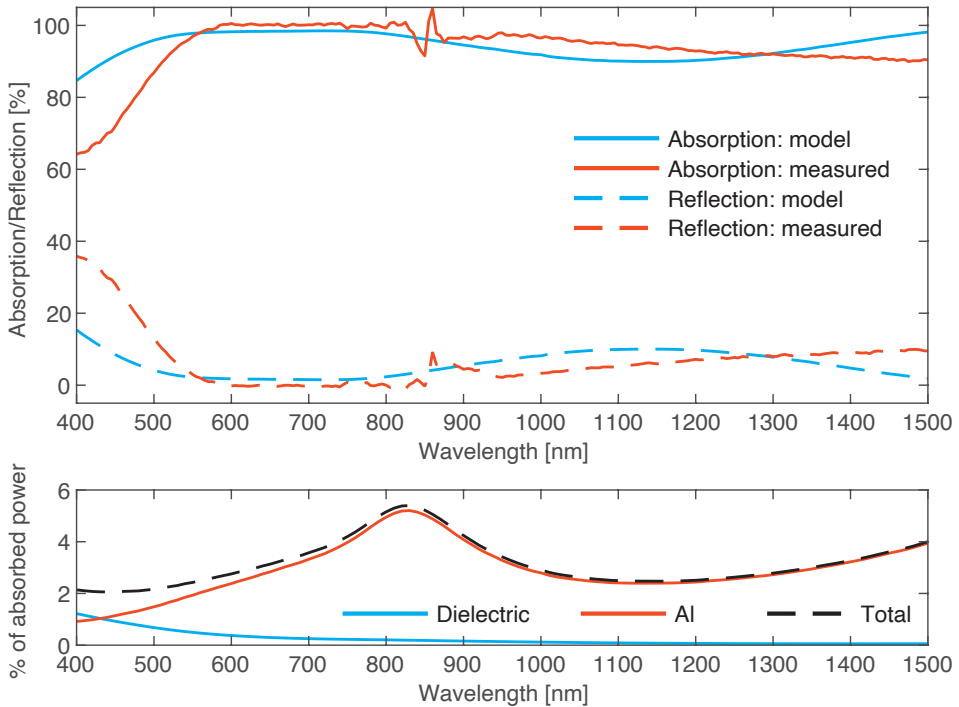 Absorption/Reflection [%]
100
80
60
40
20
0
Absorption: model
Absorption: measured
Reflection: model
Reflection: measured
400 500 600 700 800 900 1000 1100 1200 1300 1400 1500
Wavelength [nm]
% of absorbed power
6
4
2
0
Dielectric Al Total
400 500 600 700 800 900 1000 1100 1200 1300 1400 1500
Wavelength [nm]